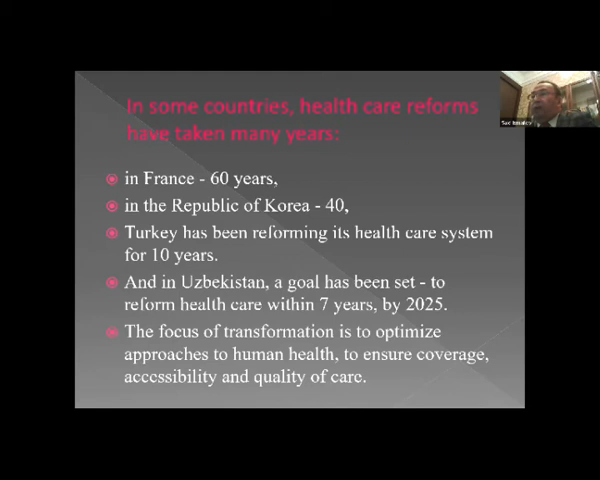 In some countries, health care reforms
have taken many years:
in France - 60 years,
in the Republic of Korea - 40,
Turkey has been reforming its health care system
for 10 years.
And in Uzbekistan, a goal has been set - to
reform health care within 7 years, by 2025.
The focus of transformation is to optimize
approaches to human health, to ensure coverage,
accessibility and quality of care.